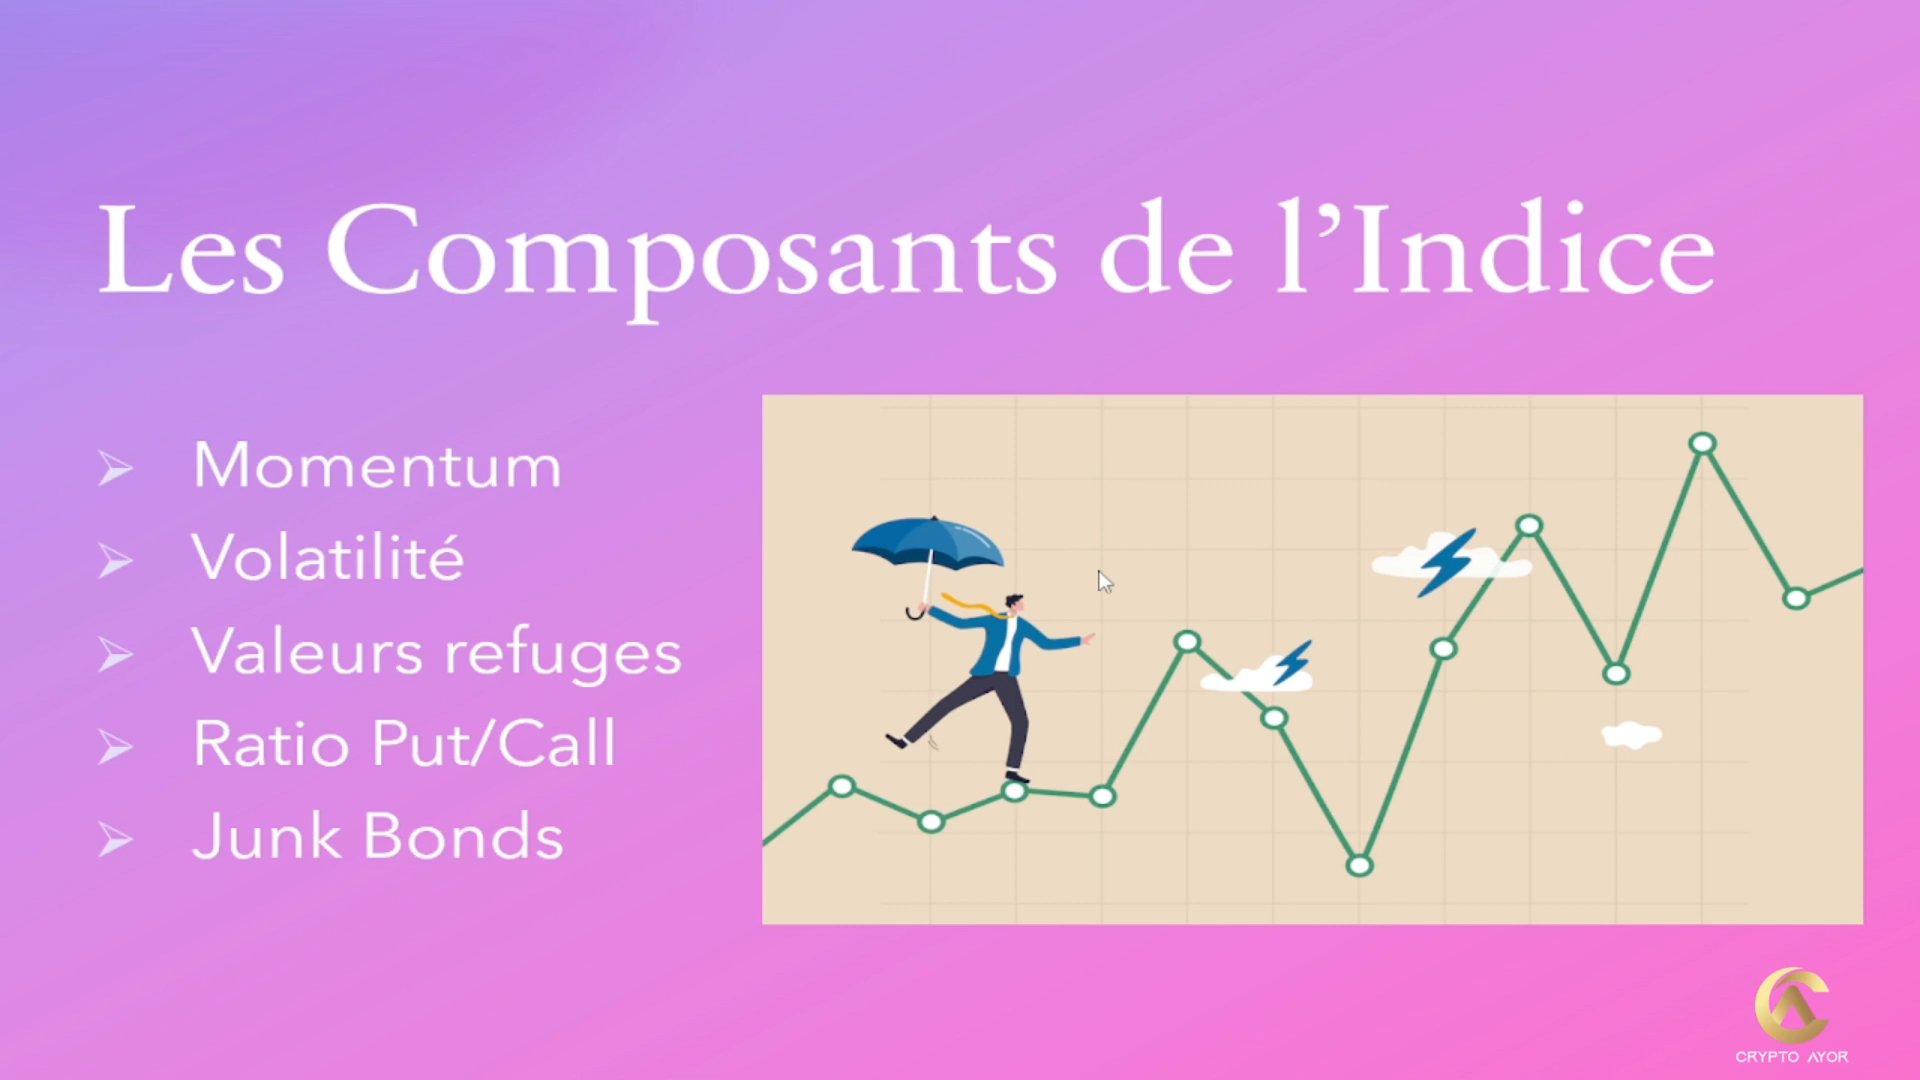 Les Composants de l’Indice
Momentum
Volatilité
Valeurs refuges
Ratio Put/Call
Junk Bonds
CRYPTO AYOR